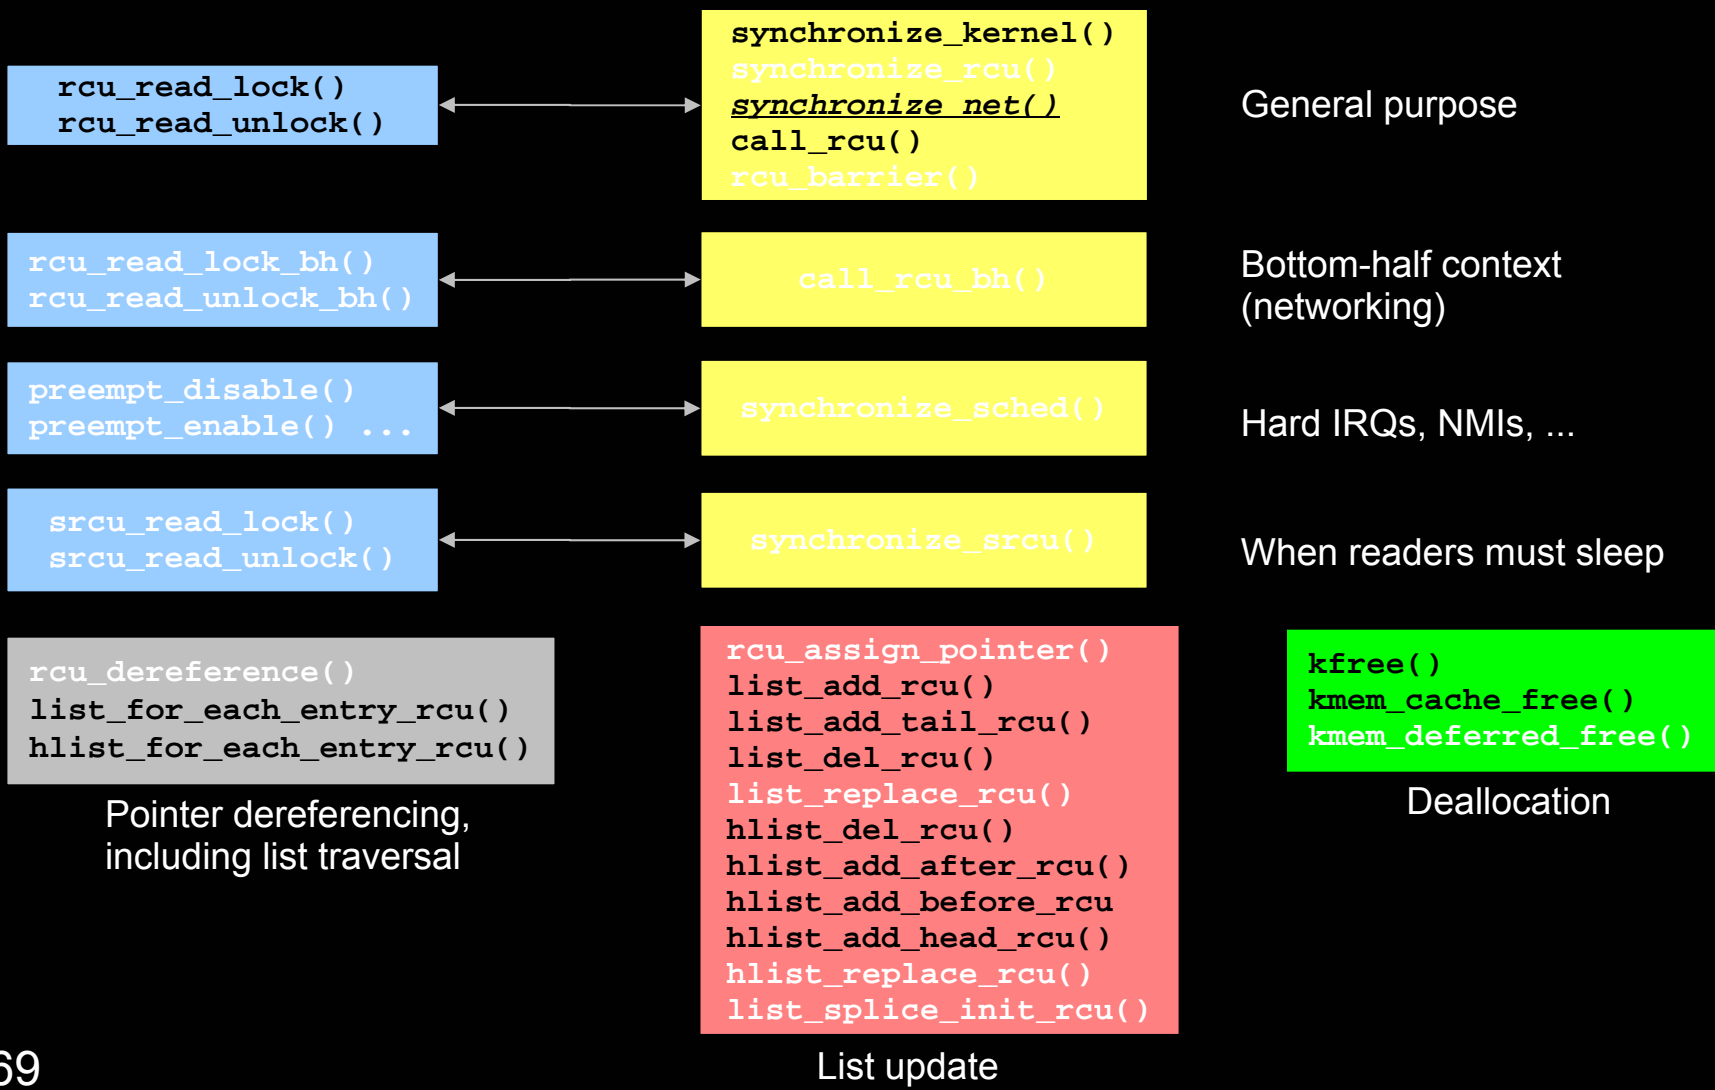 rcu_read_lock()
rcu_read_unlock()
synchronize_kernel()
synchronize_rcu()
synchronize_net()
call_rcu()
rcu_barrier()
General purpose
rcu_read_lock_bh()
rcu_read_unlock_bh()
call_rcu_bh()
Bottom-half context
(networking)
preempt_disable()
preempt_enable() ...
synchronize_sched()
Hard IRQs, NMIs, ...
srcu_read_lock()
srcu_read_unlock()
synchronize_srcu()
When readers must sleep
rcu_dereference()
list_for_each_entry_rcu()
hlist_for_each_entry_rcu()
Pointer dereferencing,
including list traversal
rcu_assign_pointer()
list_add_rcu()
list_add_tail_rcu()
list_del_rcu()
list_replace_rcu()
hlist_del_rcu()
hlist_add_after_rcu()
hlist_add_before_rcu
hlist_add_head_rcu()
hlist_replace_rcu()
list_splice_init_rcu()
List update
kfree()
kmem_cache_free()
kmem_deferred_free()
Deallocation
69